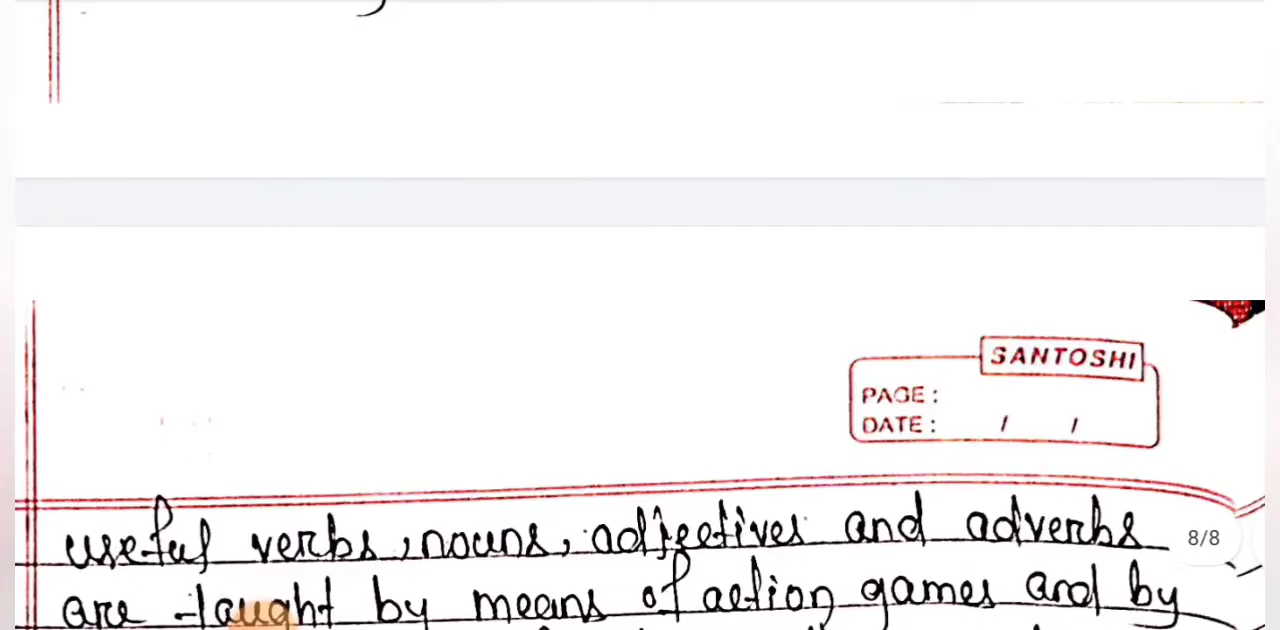 SANTOSHI
PAGE :
DATE : / /
useful verbs, nouns, adjectives and adverbs
8/8
are taught by means of action games and by